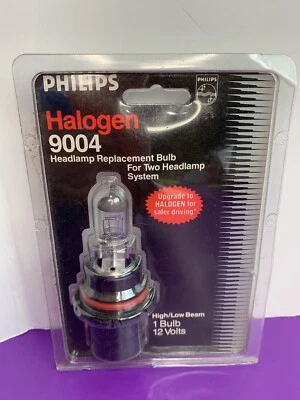 PHILIPS
PHILIPS
Halogen
9004
Headlamp Replacement Bulb
For Two Headlamp
System
Upgrade to
HALOGEN for
safer driving*
High/Low Beam
1 Bulb
12 Volts